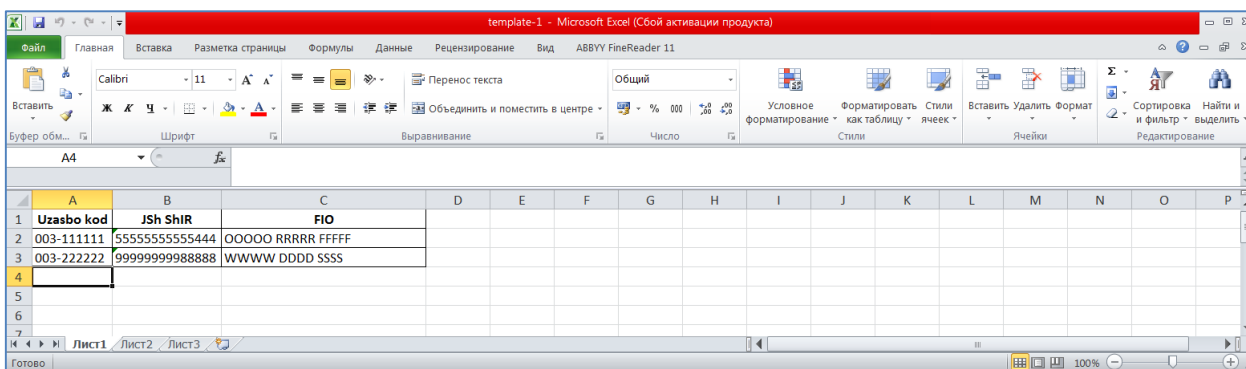 template-1 - Microsoft Excel (Сбой активации продукта)
Файл Главная Вставка Разметка страницы Формулы Данные Рецензирование Вид ABBYY FineReader 11
Calibri 11 Перенос текста Общий
Вставить Ж К Ч Объединить и поместить в центре % 000 Условное форматирование Форматировать как таблицу Стили ячеек Вставить Удалить Формат Сортировка и фильтр Найти и выделить
Буфер обм... Шрифт Выравнивание Число Стили Ячейки Редактирование
A4 fx
A B C D E F G H I J K L M N O P
1 Uzasbo kod JSh ShIR FIO
2 003-111111 55555555555444 OOOOO RRRRR FFFFF
3 003-222222 99999999988888 WWWW DDDD SSSS
4
5
6
7
Лист1 Лист2 Лист3
Готово 100%